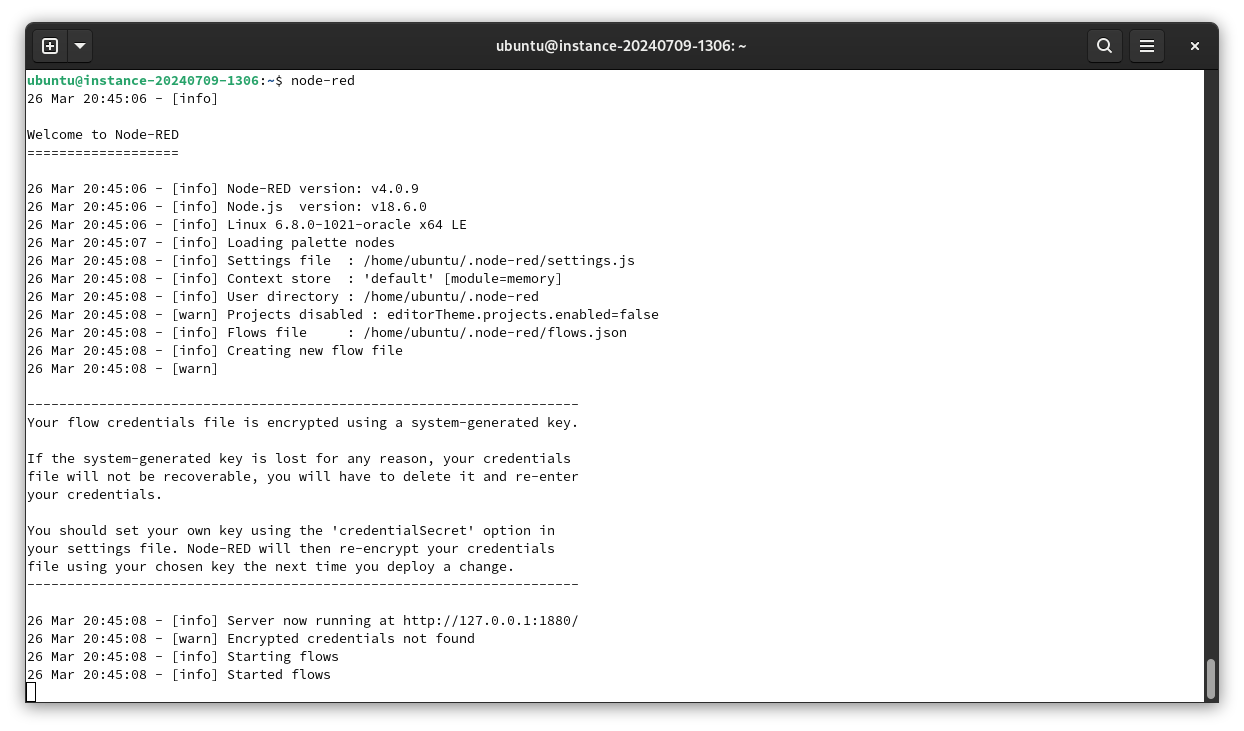 ubuntu@instance-20240709-1306: ~
ubuntu@instance-20240709-1306:~$ node-red
26 Mar 20:45:06 - [info]
Welcome to Node-RED
===================
26 Mar 20:45:06 - [info] Node-RED version: v4.0.9
26 Mar 20:45:06 - [info] Node.js  version: v18.6.0
26 Mar 20:45:06 - [info] Linux 6.8.0-1021-oracle x64 LE
26 Mar 20:45:07 - [info] Loading palette nodes
26 Mar 20:45:08 - [info] Settings file  : /home/ubuntu/.node-red/settings.js
26 Mar 20:45:08 - [info] Context store  : 'default' [module=memory]
26 Mar 20:45:08 - [info] User directory : /home/ubuntu/.node-red
26 Mar 20:45:08 - [warn] Projects disabled : editorTheme.projects.enabled=false
26 Mar 20:45:08 - [info] Flows file     : /home/ubuntu/.node-red/flows.json
26 Mar 20:45:08 - [info] Creating new flow file
26 Mar 20:45:08 - [warn]
---------------------------------------------------------------------
Your flow credentials file is encrypted using a system-generated key.
If the system-generated key is lost for any reason, your credentials
file will not be recoverable, you will have to delete it and re-enter
your credentials.
You should set your own key using the 'credentialSecret' option in
your settings file. Node-RED will then re-encrypt your credentials
file using your chosen key the next time you deploy a change.
---------------------------------------------------------------------
26 Mar 20:45:08 - [info] Server now running at http://127.0.0.1:1880/
26 Mar 20:45:08 - [warn] Encrypted credentials not found
26 Mar 20:45:08 - [info] Starting flows
26 Mar 20:45:08 - [info] Started flows